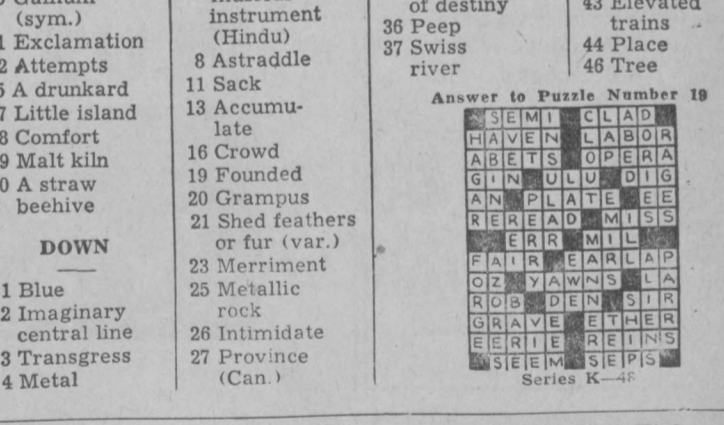 (sym.)
1 Exclamation
2 Attempts
5 A drunkard
7 Little island
8 Comfort
9 Malt kiln
0 A straw
beehive
DOWN
1 Blue
2 Imaginary
central line
3 Transgress
4 Metal
instrument
(Hindu)
8 Astraddle
11 Sack
13 Accumu-
late
16 Crowd
19 Founded
20 Grampus
21 Shed feathers
or fur (var.)
23 Merriment
25 Metallic
rock
26 Intimidate
27 Province
(Can.)
of destiny
36 Peep
37 Swiss
river
43 Elevated
trains
44 Place
46 Tree
Answer to Puzzle Number 19
SEMI CLAD
HAVEN LABOR
ABETS OPERA
GIN ULU DIG
AN PLATE EE
REREAD MISS
ERR MIL
FAIR EARLAP
OZ YAWNS LA
ROB DEN SIR
GRAVE ETHER
EERIE REINS
SEEM SEPS
Series K—48